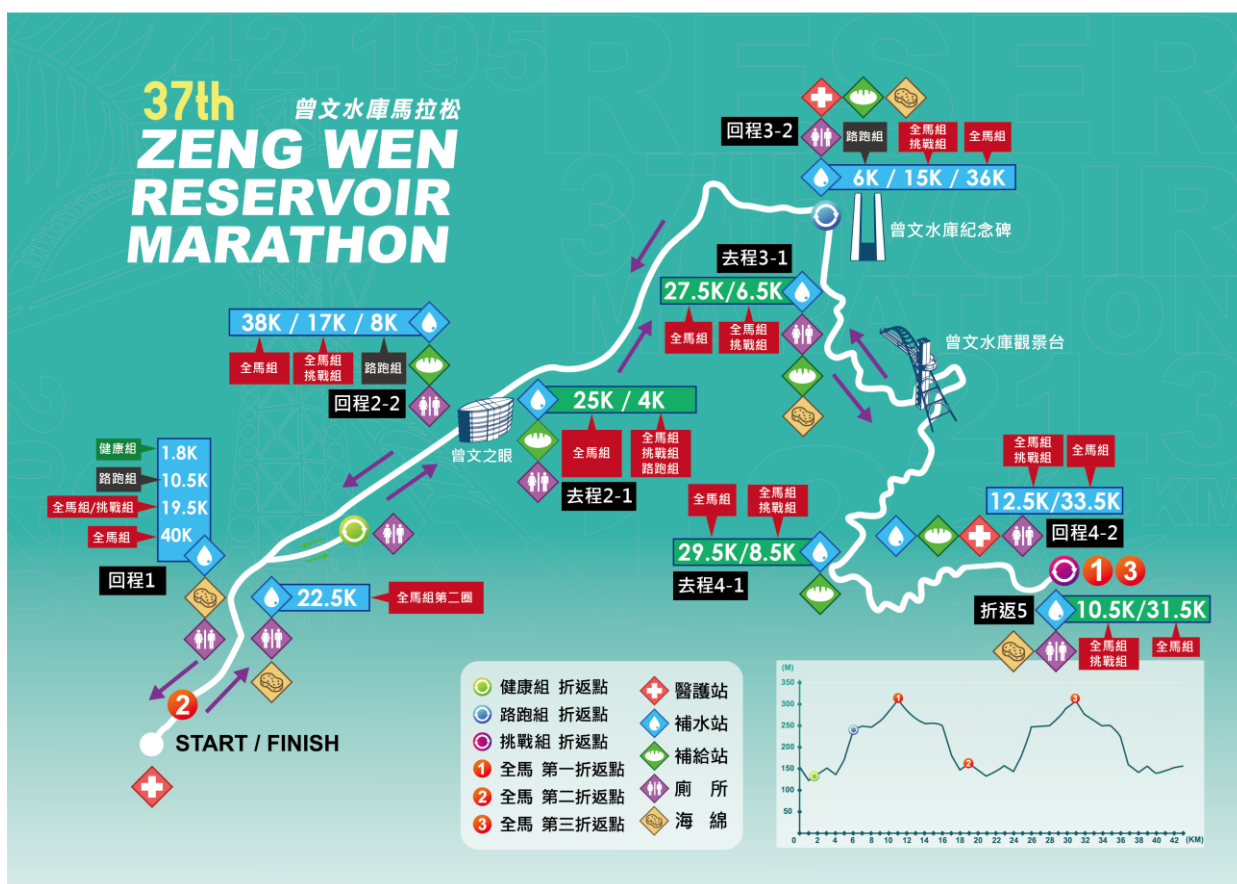 37th 曾文水庫馬拉松
ZENG WEN
RESERVOIR
MARATHON
回程3-2
路跑組
全馬組
挑戰組
全馬組
6K / 15K / 36K
曾文水庫紀念碑
去程3-1
27.5K/6.5K
全馬組
全馬組
挑戰組
曾文水庫觀景台
38K / 17K / 8K
全馬組
全馬組
挑戰組
路跑組
回程2-2
曾文之眼
25K / 4K
全馬組
全馬組
挑戰組
路跑組
去程2-1
健康組 1.8K
路跑組 10.5K
全馬組/挑戰組 19.5K
全馬組 40K
回程1
22.5K
全馬組第二圈
全馬組
全馬組
挑戰組
29.5K/8.5K
去程4-1
全馬組
挑戰組
全馬組
12.5K/33.5K
回程4-2
1 3
折返5
10.5K/31.5K
全馬組
挑戰組
全馬組
2
START / FINISH
健康組 折返點
路跑組 折返點
挑戰組 折返點
1 全馬 第一折返點
2 全馬 第二折返點
3 全馬 第三折返點
醫護站
補水站
補給站
廁 所
海 綿
(M)
350
300
250
200
150
100
50
1
2
3
0 2 4 6 8 10 12 14 16 18 20 22 24 26 28 30 32 34 36 38 40 42 (KM)